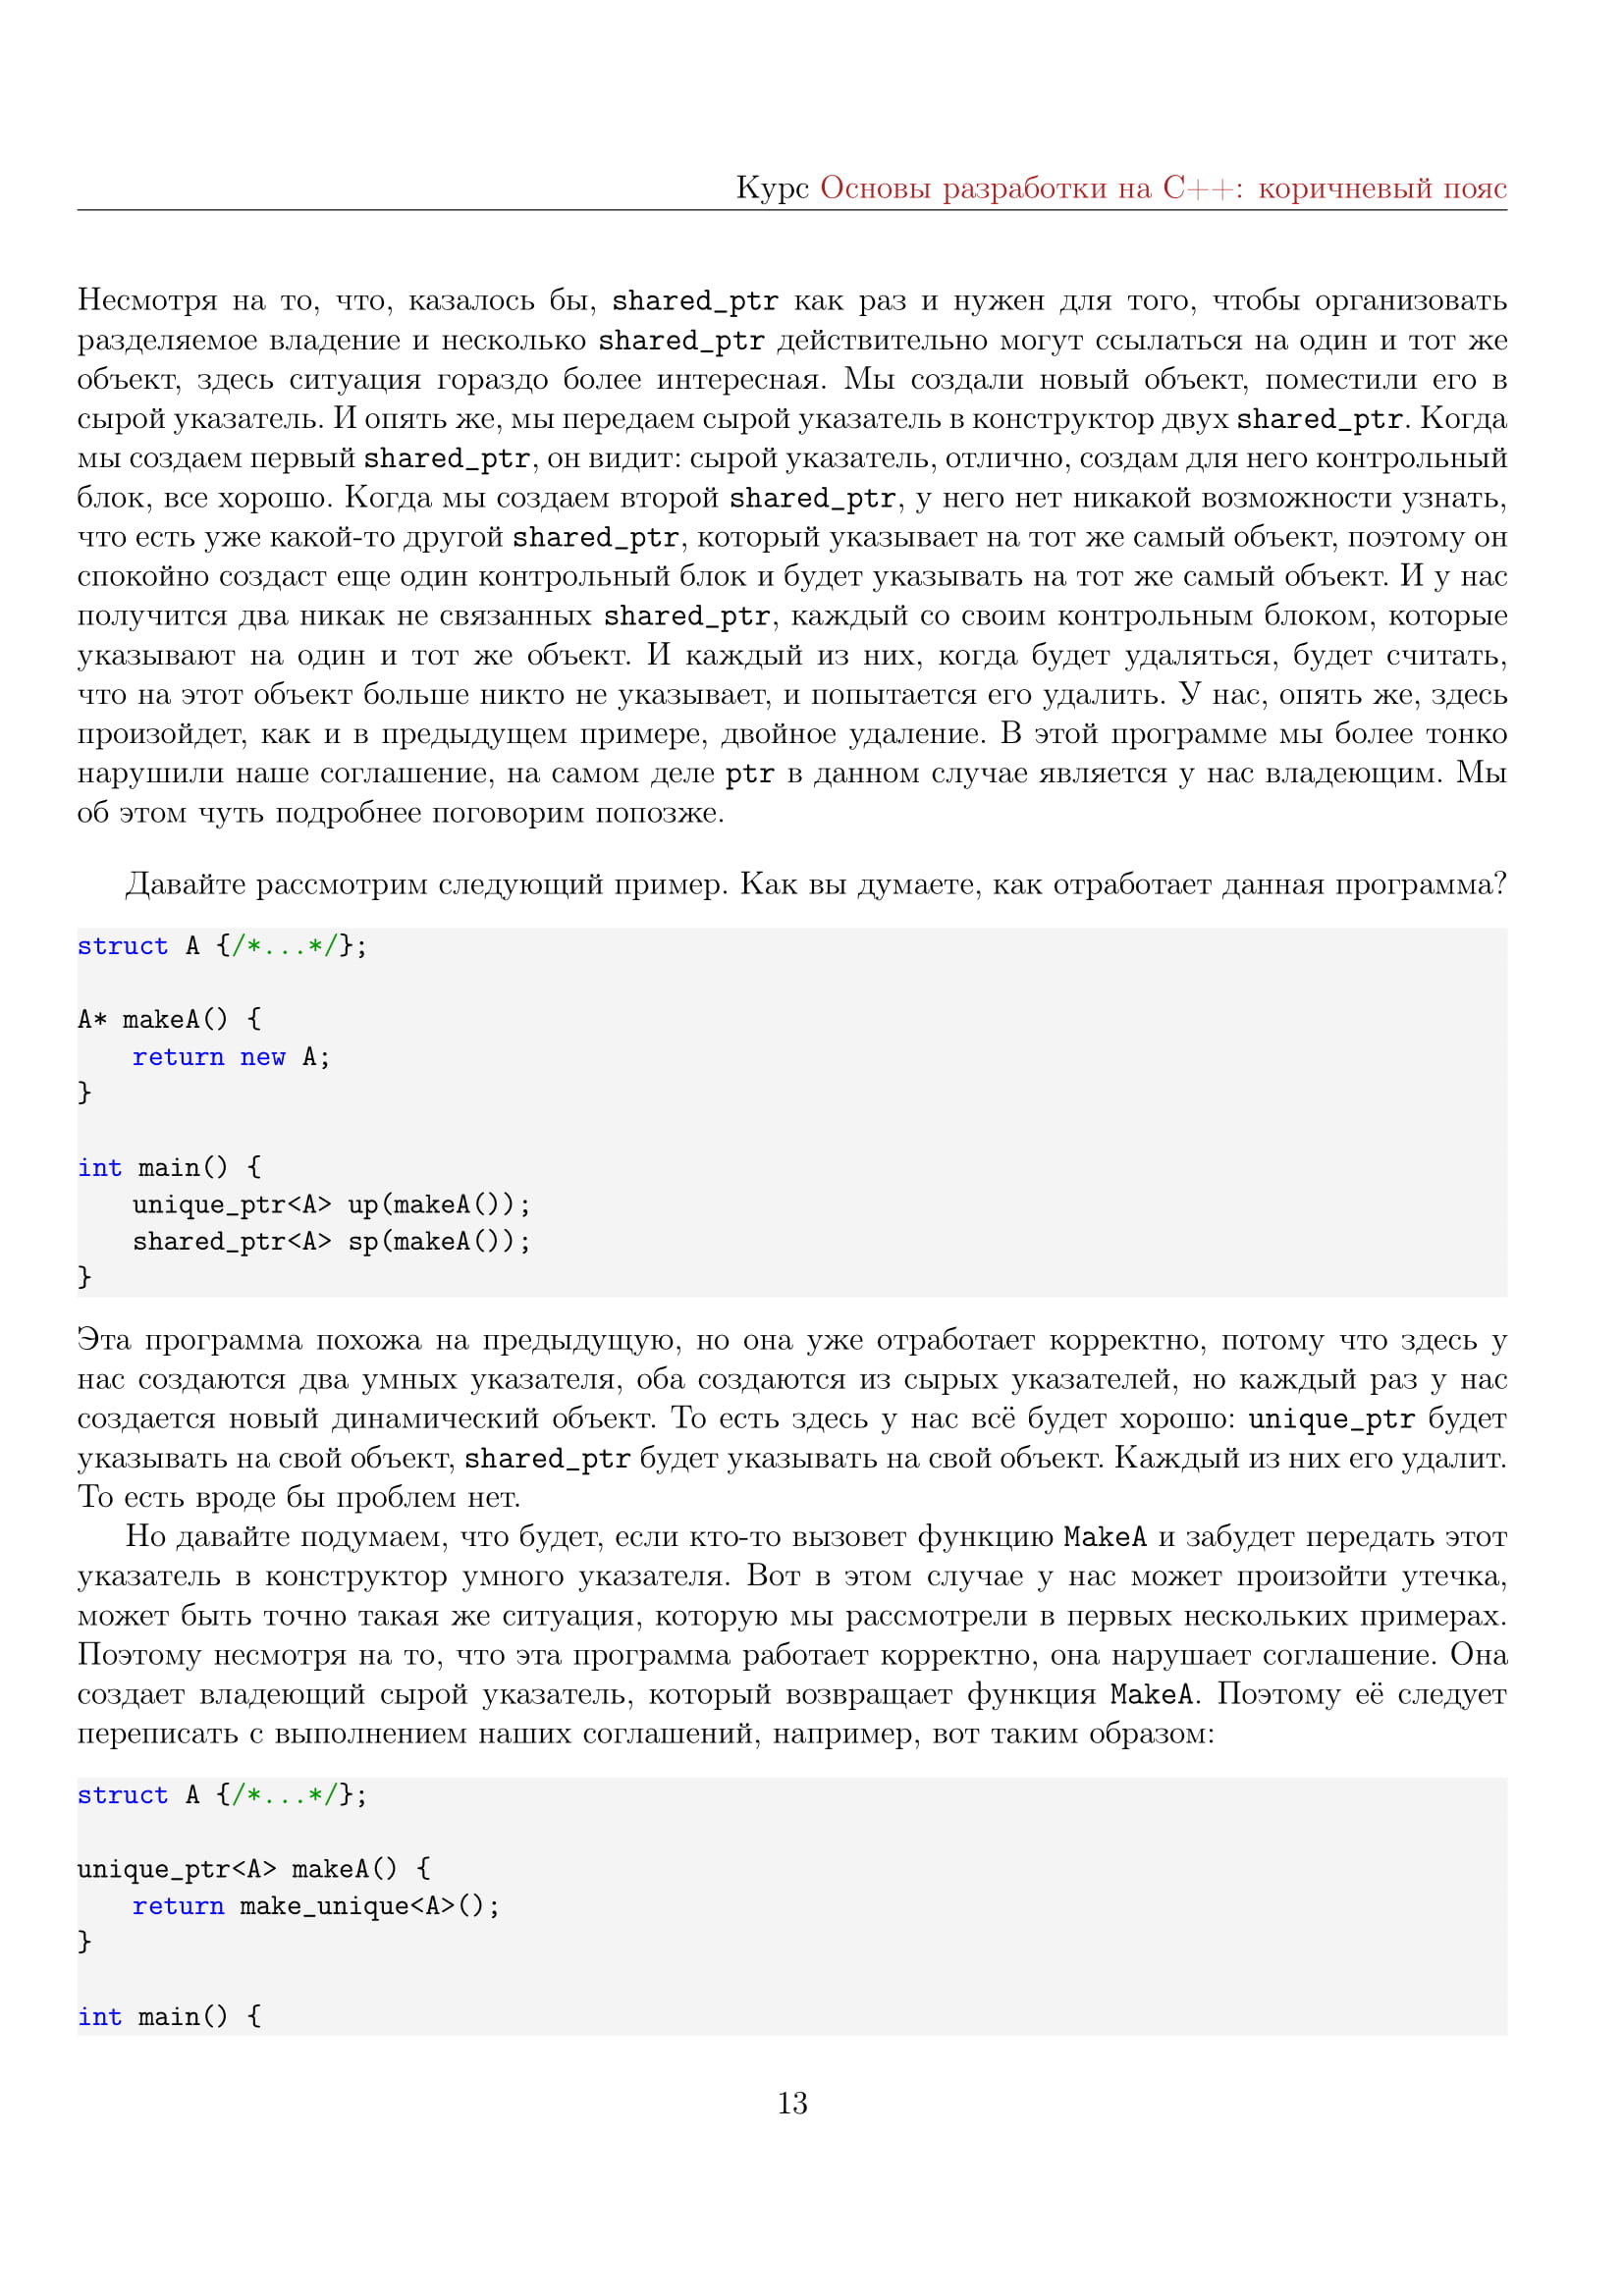 Курс Основы разработки на C++: коричневый пояс
Несмотря на то, что, казалось бы, shared_ptr как раз и нужен для того, чтобы организовать
разделяемое владение и несколько shared_ptr действительно могут ссылаться на один и тот же
объект, здесь ситуация гораздо более интересная. Мы создали новый объект, поместили его в
сырой указатель. И опять же, мы передаем сырой указатель в конструктор двух shared_ptr. Когда
мы создаем первый shared_ptr, он видит: сырой указатель, отлично, создам для него контрольный
блок, все хорошо. Когда мы создаем второй shared_ptr, у него нет никакой возможности узнать,
что есть уже какой-то другой shared_ptr, который указывает на тот же самый объект, поэтому он
спокойно создаст еще один контрольный блок и будет указывать на тот же самый объект. И у нас
получится два никак не связанных shared_ptr, каждый со своим контрольным блоком, которые
указывают на один и тот же объект. И каждый из них, когда будет удаляться, будет считать,
что на этот объект больше никто не указывает, и попытается его удалить. У нас, опять же, здесь
произойдет, как и в предыдущем примере, двойное удаление. В этой программе мы более тонко
нарушили наше соглашение, на самом деле ptr в данном случае является у нас владеющим. Мы
об этом чуть подробнее поговорим попозже.
Давайте рассмотрим следующий пример. Как вы думаете, как отработает данная программа?
struct A {/*...*/};
A* makeA() {
return new A;
}
int main() {
unique_ptr<A> up(makeA());
shared_ptr<A> sp(makeA());
}
Эта программа похожа на предыдущую, но она уже отработает корректно, потому что здесь у
нас создаются два умных указателя, оба создаются из сырых указателей, но каждый раз у нас
создается новый динамический объект. То есть здесь у нас всё будет хорошо: unique_ptr будет
указывать на свой объект, shared_ptr будет указывать на свой объект. Каждый из них его удалит.
То есть вроде бы проблем нет.
Но давайте подумаем, что будет, если кто-то вызовет функцию MakeA и забудет передать этот
указатель в конструктор умного указателя. Вот в этом случае у нас может произойти утечка,
может быть точно такая же ситуация, которую мы рассмотрели в первых нескольких примерах.
Поэтому несмотря на то, что эта программа работает корректно, она нарушает соглашение. Она
создает владеющий сырой указатель, который возвращает функция MakeA. Поэтому её следует
переписать с выполнением наших соглашений, например, вот таким образом:
struct A {/*...*/};
unique_ptr<A> makeA() {
return make_unique<A>();
}
int main() {
13